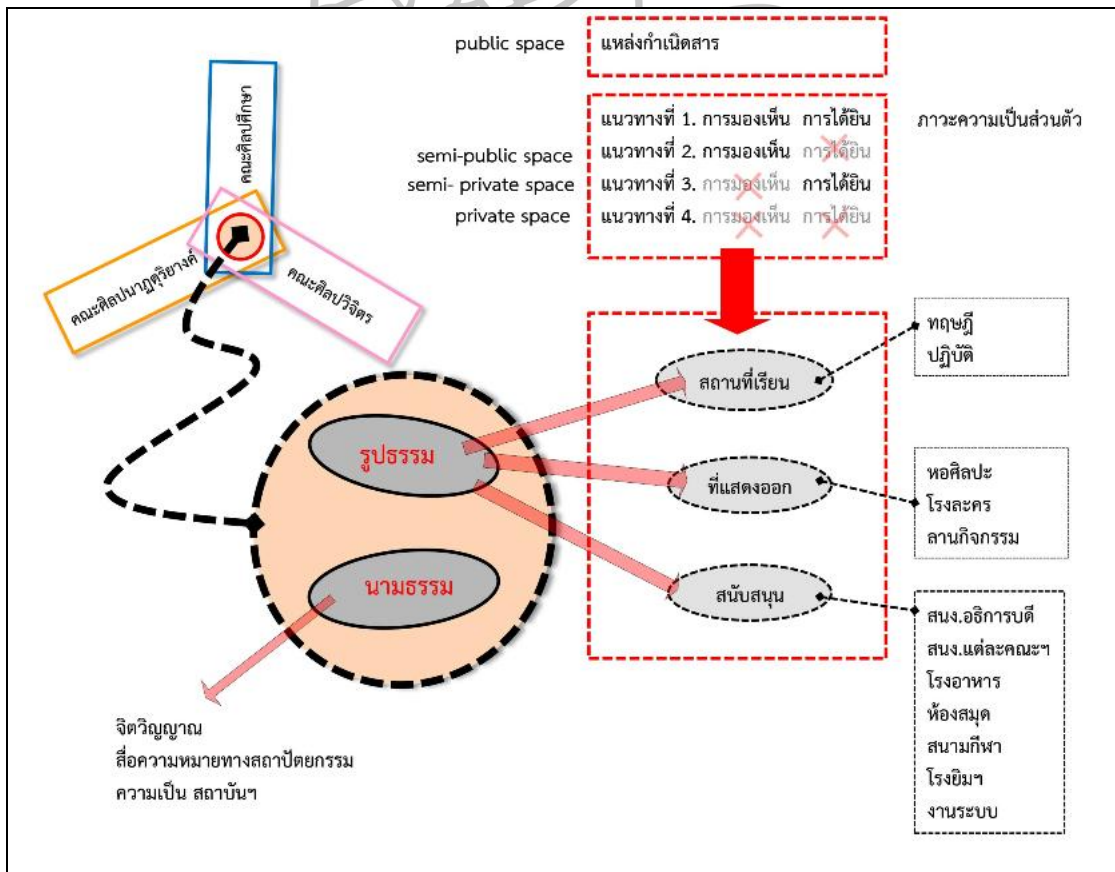 public space
แหล่งกำเนิดสาร
แนวทางที่ 1. การมองเห็น การได้ยิน
ภาวะความเป็นส่วนตัว
semi-public space
แนวทางที่ 2. การมองเห็น การได้ยิน
semi- private space
แนวทางที่ 3. การมองเห็น การได้ยิน
private space
แนวทางที่ 4. การมองเห็น การได้ยิน
คณะศิลปศึกษา
คณะศิลปนาฏดุริยางค์
คณะศิลปวิจิตร
สถานที่เรียน
ทฤษฎี
ปฏิบัติ
รูปธรรม
ที่แสดงออก
หอศิลปะ
โรงละคร
ลานกิจกรรม
นามธรรม
สนับสนุน
สนง.อธิการบดี
สนง.แต่ละคณะฯ
โรงอาหาร
ห้องสมุด
สนามกีฬา
โรงยิมฯ
งานระบบ
จิตวิญญาณ
สื่อความหมายทางสถาปัตยกรรม
ความเป็น สถาบันฯ